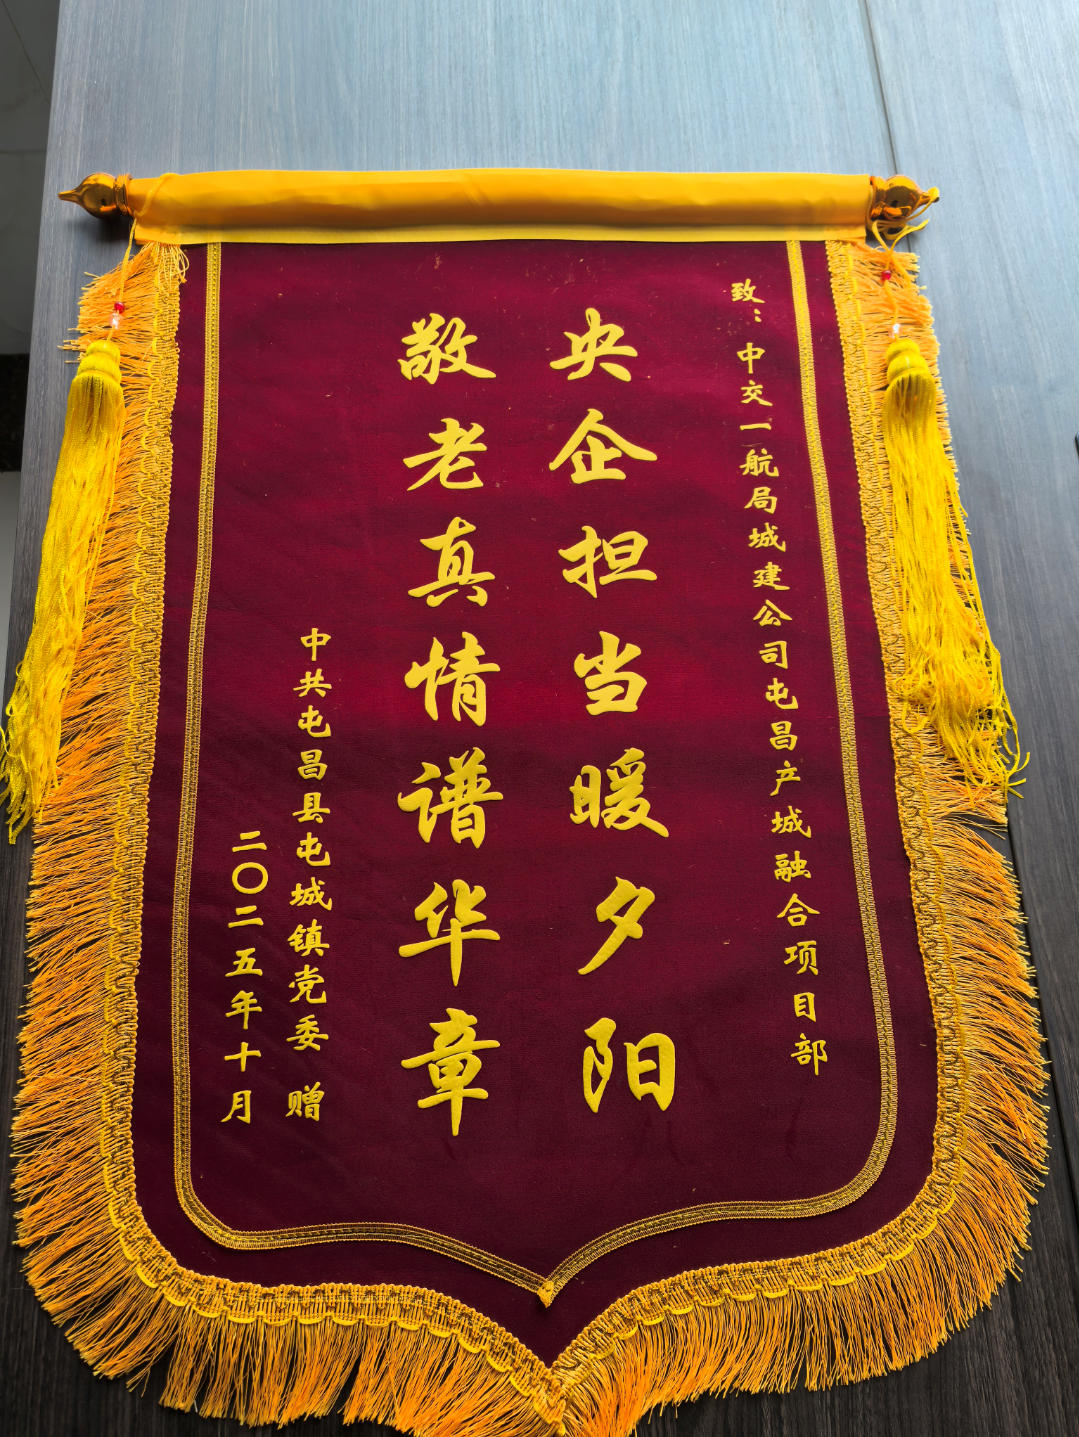 致：中交一航局城建公司屯昌产城融合项目部
央企担当暖夕阳
敬老真情谱华章
中共屯昌县屯城镇党委 赠
二〇二五年十月